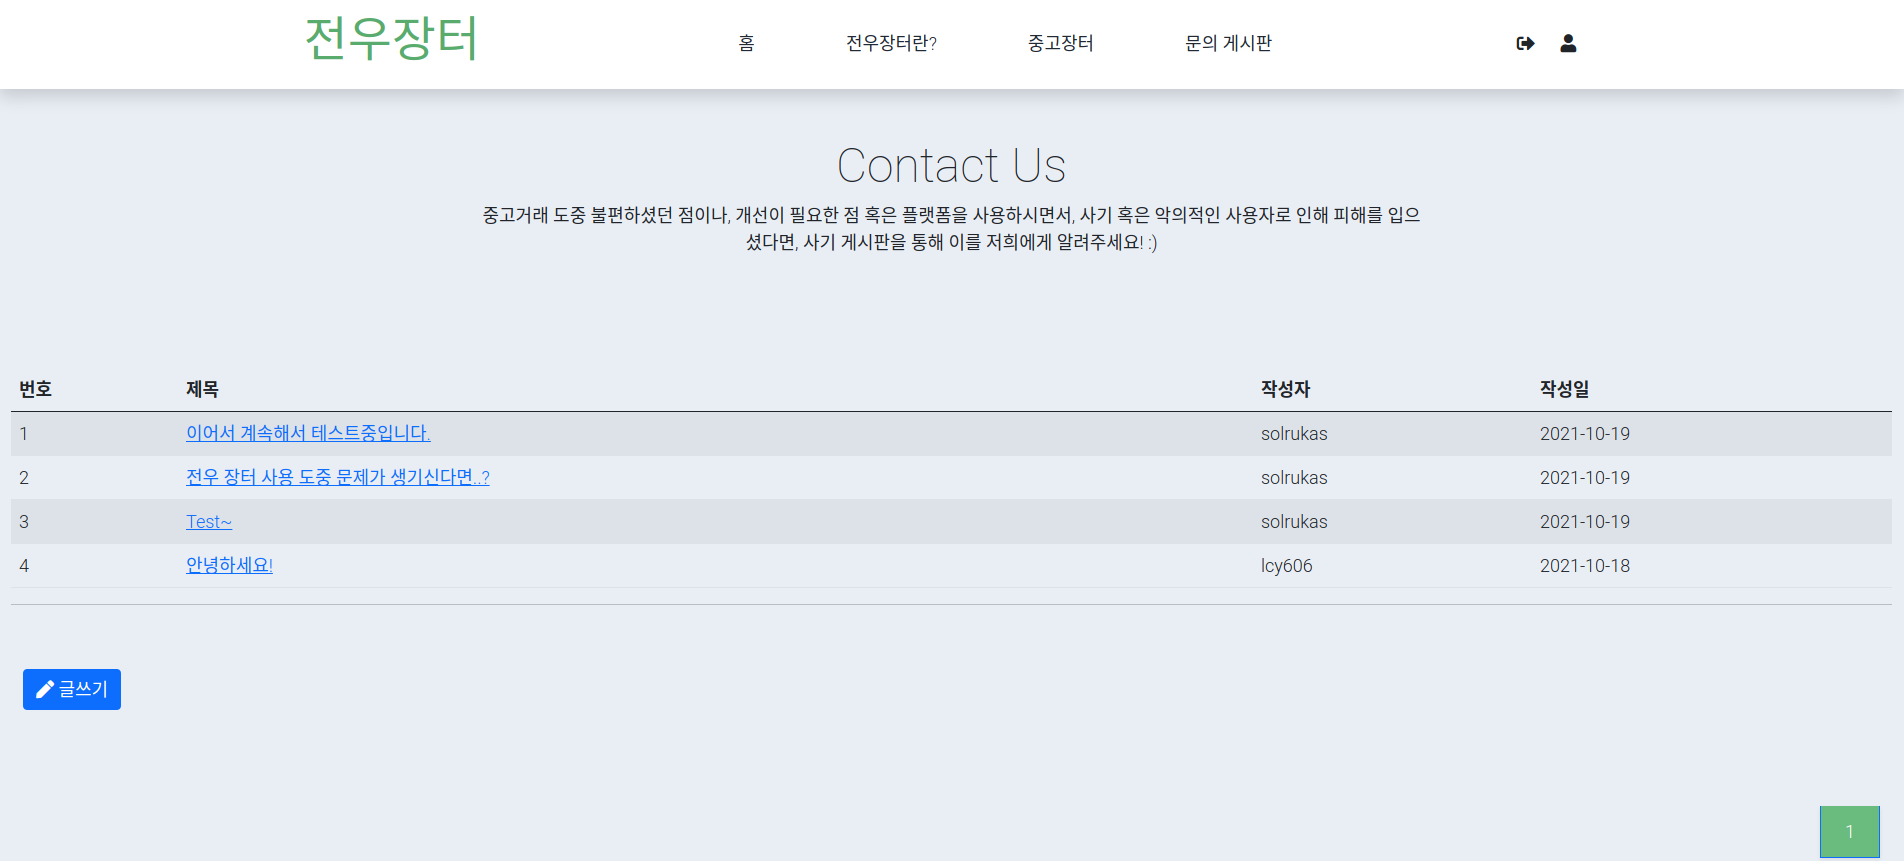 전우장터
홈 전우장터란? 중고장터 문의 게시판
Contact Us
중고거래 도중 불편하셨던 점이나, 개선이 필요한 점 혹은 플랫폼을 사용하시면서, 사기 혹은 악의적인 사용자로 인해 피해를 입으
셨다면, 사기 게시판을 통해 이를 저희에게 알려주세요! :)
번호 제목 작성자 작성일
1 이어서 계속해서 테스트중입니다. solrukas 2021-10-19
2 전우 장터 사용 도중 문제가 생기신다면..? solrukas 2021-10-19
3 Test~ solrukas 2021-10-19
4 안녕하세요! lcy606 2021-10-18
글쓰기
1